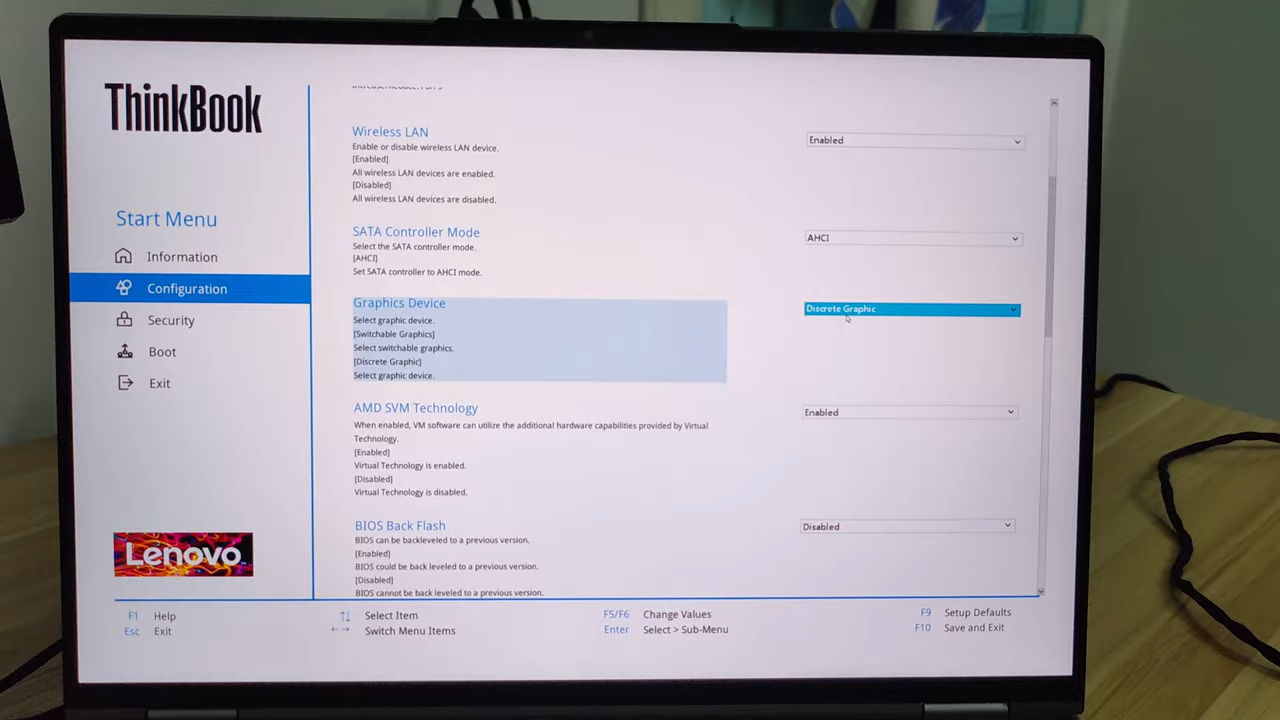 ThinkBook
Start Menu
Information
Configuration
Security
Boot
Exit
Lenovo
Wireless LAN
Enable or disable wireless LAN device.
[Enabled]
All wireless LAN devices are enabled.
[Disabled]
All wireless LAN devices are disabled.
Enabled
SATA Controller Mode
Select the SATA controller mode.
[AHCI]
Set SATA controller to AHCI mode.
AHCI
Graphics Device
Select graphic device.
[Switchable Graphics]
Select switchable graphics.
[Discrete Graphic]
Select graphic device.
Discrete Graphic
AMD SVM Technology
When enabled, VM software can utilize the additional hardware capabilities provided by Virtual
Technology.
[Enabled]
Virtual Technology is enabled.
[Disabled]
Virtual Technology is disabled.
Enabled
BIOS Back Flash
BIOS can be backleveled to a previous version.
[Enabled]
BIOS could be back leveled to a previous version.
[Disabled]
BIOS cannot be back leveled to a previous version.
Disabled
F1 Help
Esc Exit
↑↓ Select Item
←→ Switch Menu Items
F5/F6 Change Values
Enter Select > Sub-Menu
F9 Setup Defaults
F10 Save and Exit